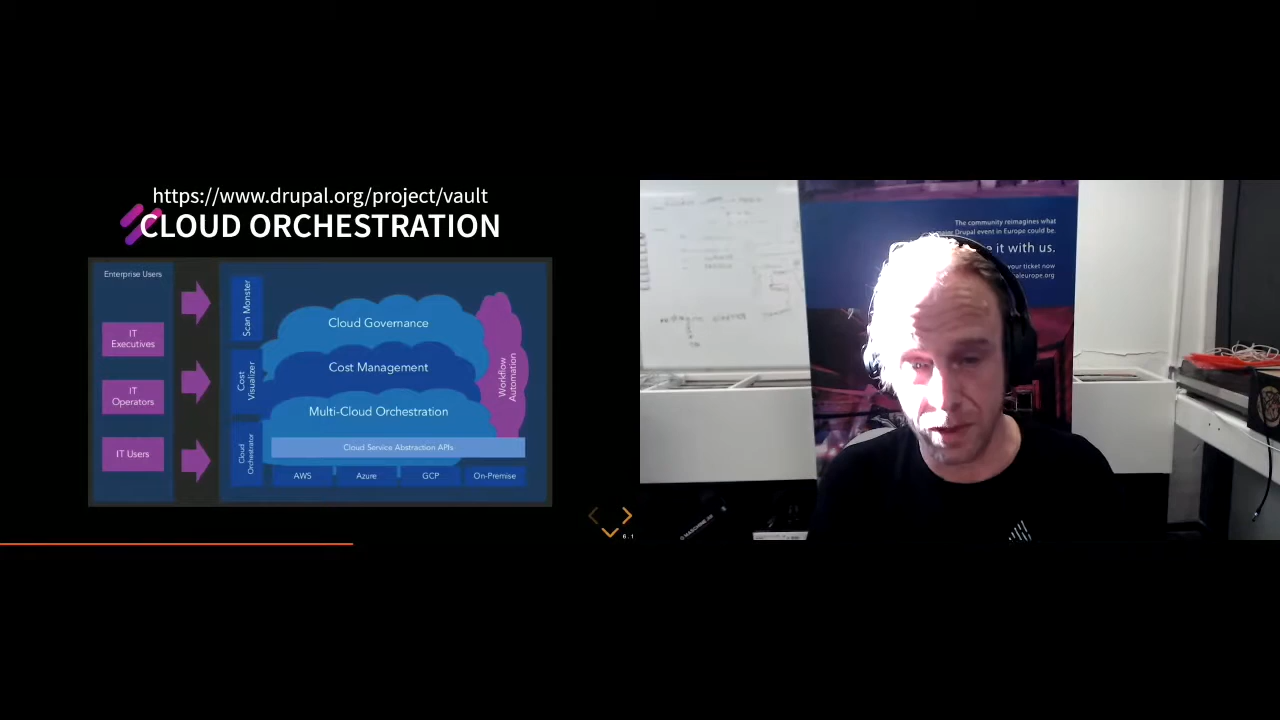 https://www.drupal.org/project/vault
CLOUD ORCHESTRATION
Enterprise Users
IT
Executives
IT
Operators
IT Users
Scan Monster
Cost
Visualizer
Cloud
Orchestrator
Cloud Governance
Cost Management
Multi-Cloud Orchestration
Workflow
Automation
Cloud Service Abstraction APIs
AWS
Azure
GCP
On-Premise
6.1
The community reimagines what
Drupal event in Europe could be.
it with us.
your ticket now